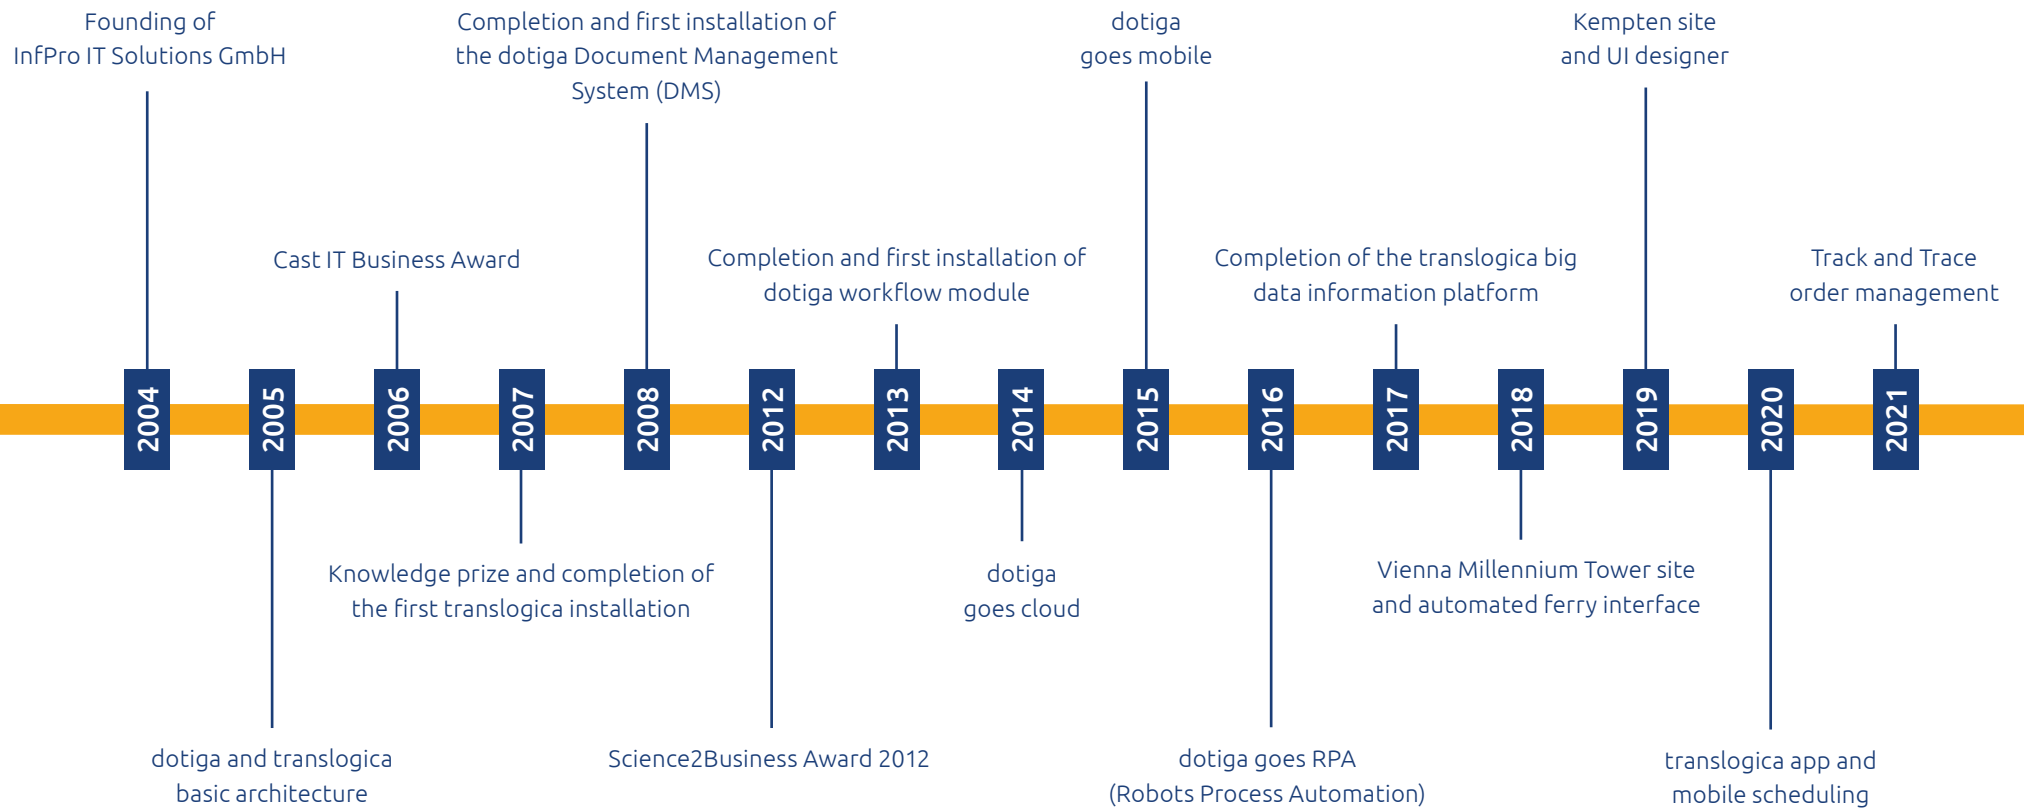 Founding of
InfPro IT Solutions GmbH
Completion and first installation of
the dotiga Document Management
System (DMS)
dotiga
goes mobile
Kempten site
and UI designer
Cast IT Business Award
Completion and first installation of
dotiga workflow module
Completion of the translogica big
data information platform
Track and Trace
order management
2004
2005
2006
2007
2008
2012
2013
2014
2015
2016
2017
2018
2019
2020
2021
Knowledge prize and completion of
the first translogica installation
dotiga
goes cloud
Vienna Millennium Tower site
and automated ferry interface
dotiga and translogica
basic architecture
Science2Business Award 2012
dotiga goes RPA
(Robots Process Automation)
translogica app and
mobile scheduling